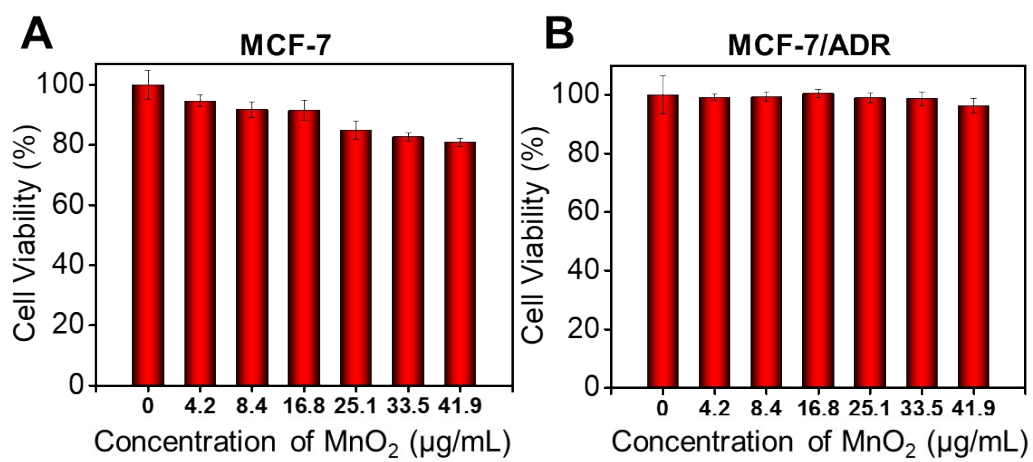 A
MCF-7
Cell Viability (%)
100
80
60
40
20
0
0 4.2 8.4 16.8 25.1 33.5 41.9
Concentration of MnO₂ (µg/mL)
B
MCF-7/ADR
Cell Viability (%)
100
80
60
40
20
0
0 4.2 8.4 16.8 25.1 33.5 41.9
Concentration of MnO₂ (µg/mL)